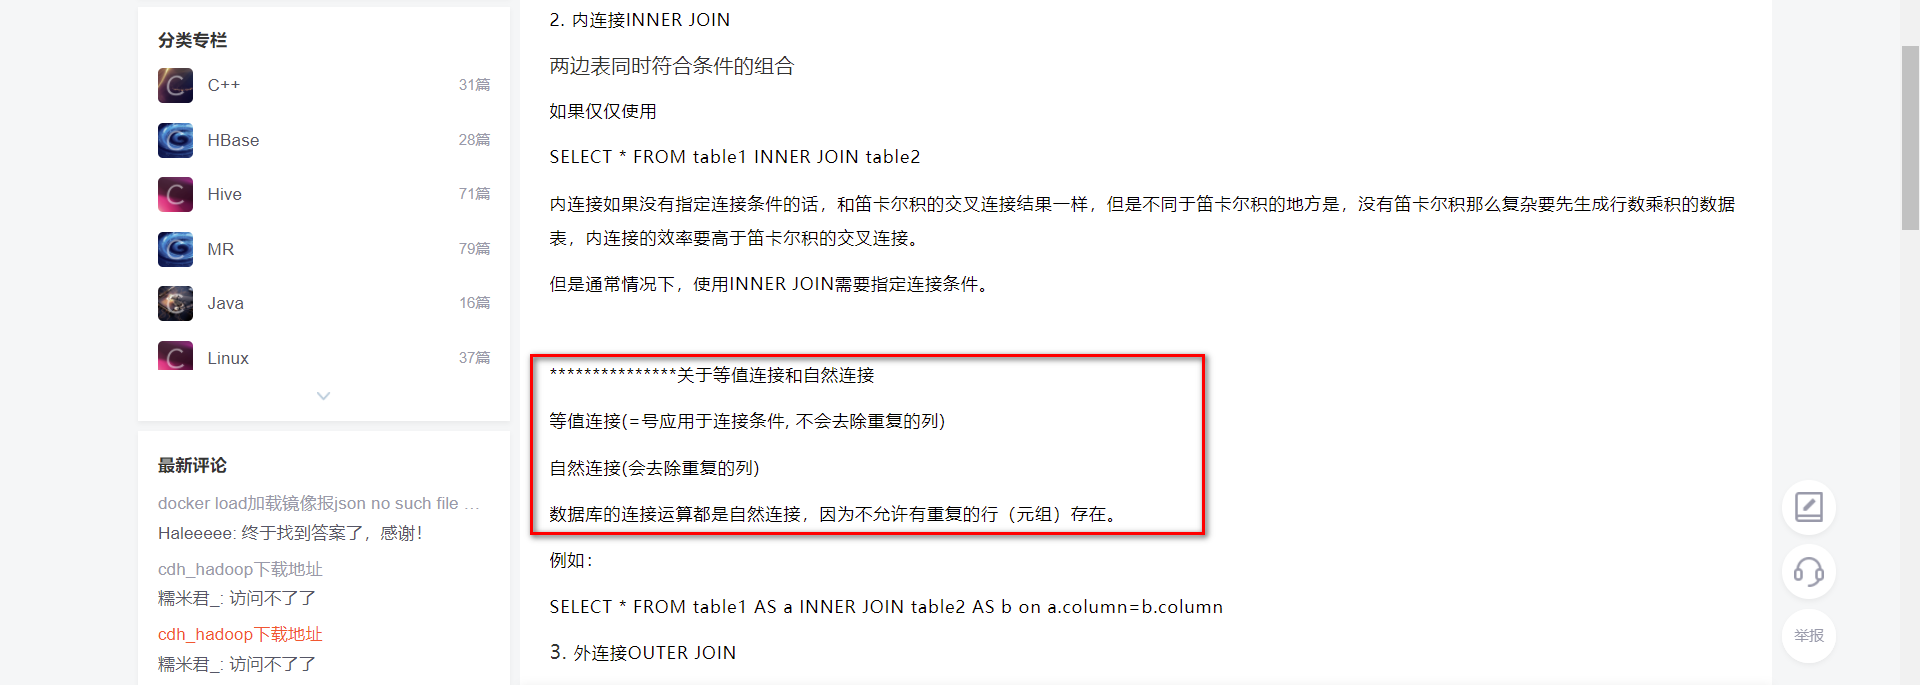 分类专栏
C++ 31篇
HBase 28篇
Hive 71篇
MR 79篇
Java 16篇
Linux 37篇
最新评论
docker load加载镜像报json no such file ...
Haleeeee: 终于找到答案了，感谢！
cdh_hadoop下载地址
糯米君_: 访问不了了
cdh_hadoop下载地址
糯米君_: 访问不了了
2. 内连接INNER JOIN
两边表同时符合条件的组合
如果仅仅使用
SELECT * FROM table1 INNER JOIN table2
内连接如果没有指定连接条件的话，和笛卡尔积的交叉连接结果一样，但是不同于笛卡尔积的地方是，没有笛卡尔积那么复杂要先生成行数乘积的数据
表，内连接的效率要高于笛卡尔积的交叉连接。
但是通常情况下，使用INNER JOIN需要指定连接条件。
***************关于等值连接和自然连接
等值连接(=号应用于连接条件, 不会去除重复的列)
自然连接(会去除重复的列)
数据库的连接运算都是自然连接，因为不允许有重复的行（元组）存在。
例如：
SELECT * FROM table1 AS a INNER JOIN table2 AS b on a.column=b.column
3. 外连接OUTER JOIN
举报